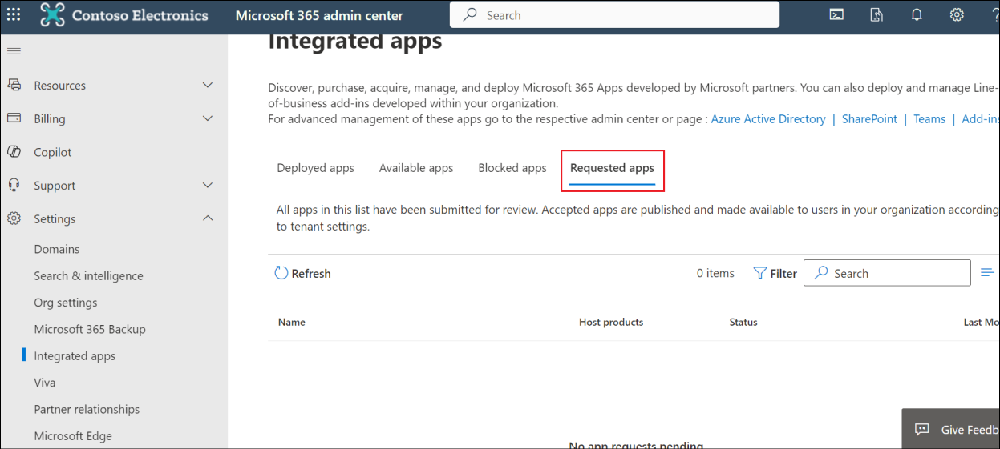 Contoso Electronics
Microsoft 365 admin center
Search
Integrated apps
Resources
Billing
Copilot
Support
Settings
Domains
Search & intelligence
Org settings
Microsoft 365 Backup
Integrated apps
Viva
Partner relationships
Microsoft Edge
Discover, purchase, acquire, manage, and deploy Microsoft 365 Apps developed by Microsoft partners. You can also deploy and manage Line-
of-business add-ins developed within your organization.
For advanced management of these apps go to the respective admin center or page : Azure Active Directory | SharePoint | Teams | Add-ins
Deployed apps
Available apps
Blocked apps
Requested apps
All apps in this list have been submitted for review. Accepted apps are published and made available to users in your organization according
to tenant settings.
Refresh
0 items
Filter
Search
Name
Host products
Status
Last Mo
No app requests pending
Give Feedb